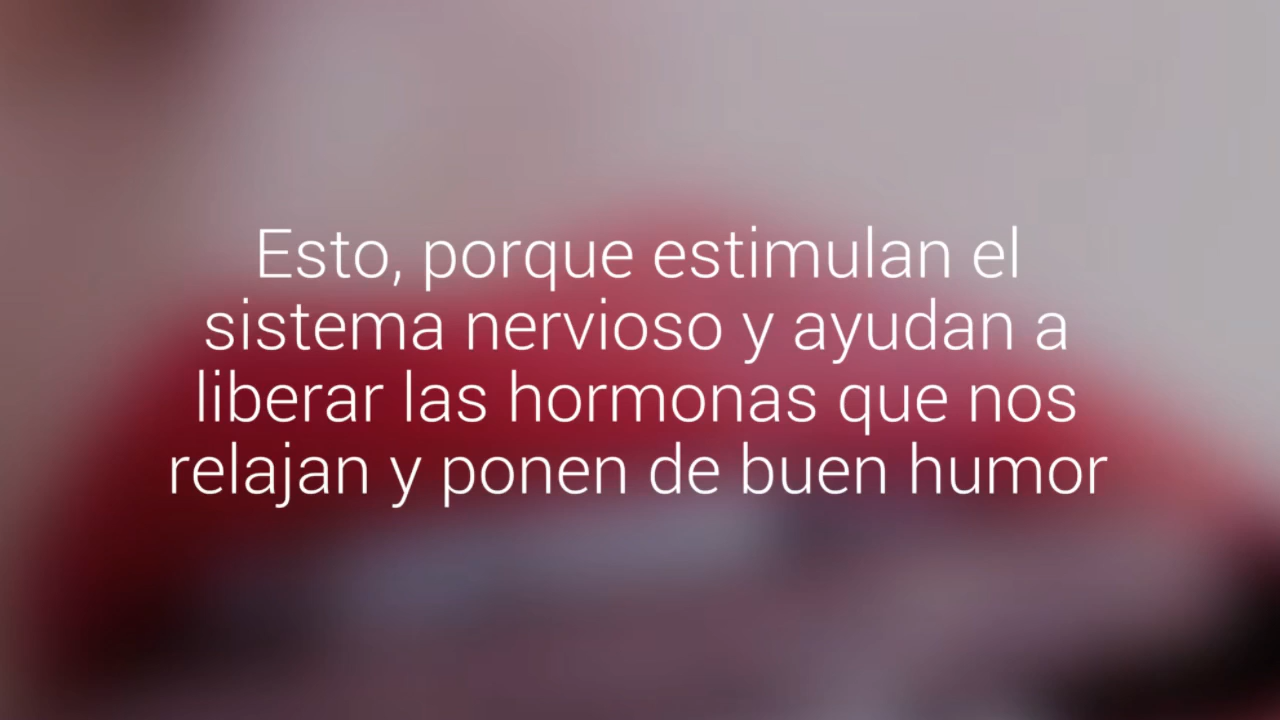 Esto, porque estimulan el
sistema nervioso y ayudan a
liberar las hormonas que nos
relajan y ponen de buen humor